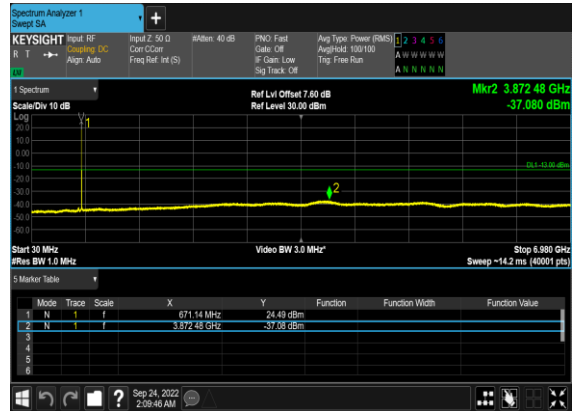 Spectrum Analyzer 1
Swept SA
+
KEYSIGHT Input: RF Input Z: 50 Ω #Atten: 40 dB PNO: Fast Avg Type: Power (RMS) 1 2 3 4 5 6
R T Coupling: DC Corr CCorr Gate: Off Avg|Hold: 100/100 A W W W W W
Align: Auto Freq Ref: Int (S) IF Gain: Low Trig: Free Run
Sig Track: Off A N N N N N
1 Spectrum Ref Lvl Offset 7.60 dB Mkr2 3.872 48 GHz
Scale/Div 10 dB Ref Level 30.00 dBm -37.080 dBm
Log
1
20.0
10.0
0.00
-10.0
DL1 -13.00 dBm
-20.0
-30.0
2
-40.0
-50.0
-60.0
Start 30 MHz Video BW 3.0 MHz* Stop 6.980 GHz
#Res BW 1.0 MHz Sweep ~14.2 ms (40001 pts)
5 Marker Table
Mode Trace Scale X Y Function Function Width Function Value
1 N 1 f 671.14 MHz 24.49 dBm
2 N 1 f 3.872 48 GHz -37.08 dBm
3
4
5
6
? Sep 24, 2022
2:09:46 AM